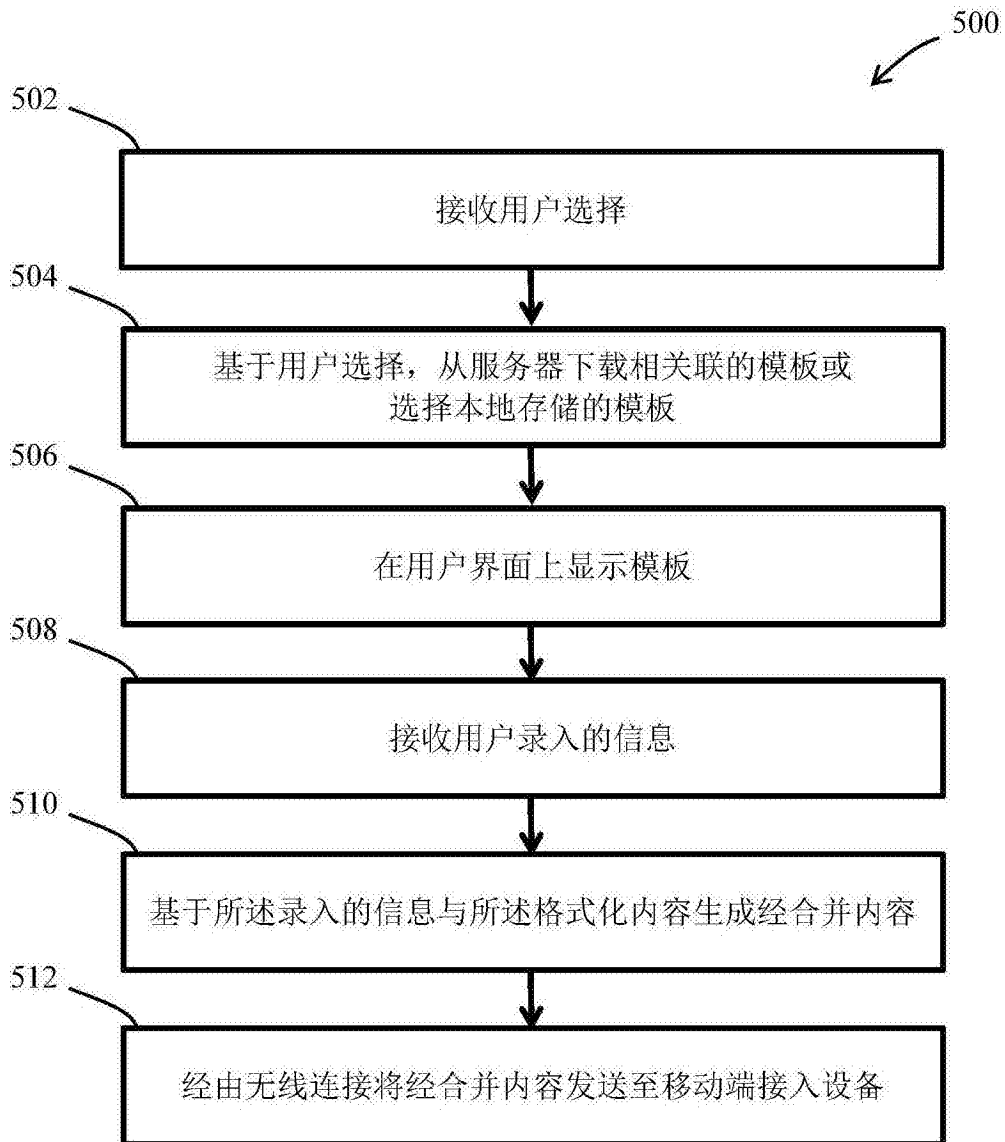 500
502
接收用户选择
504
基于用户选择，从服务器下载相关联的模板或
选择本地存储的模板
506
在用户界面上显示模板
508
接收用户录入的信息
510
基于所述录入的信息与所述格式化内容生成经合并内容
512
经由无线连接将经合并内容发送至移动端接入设备